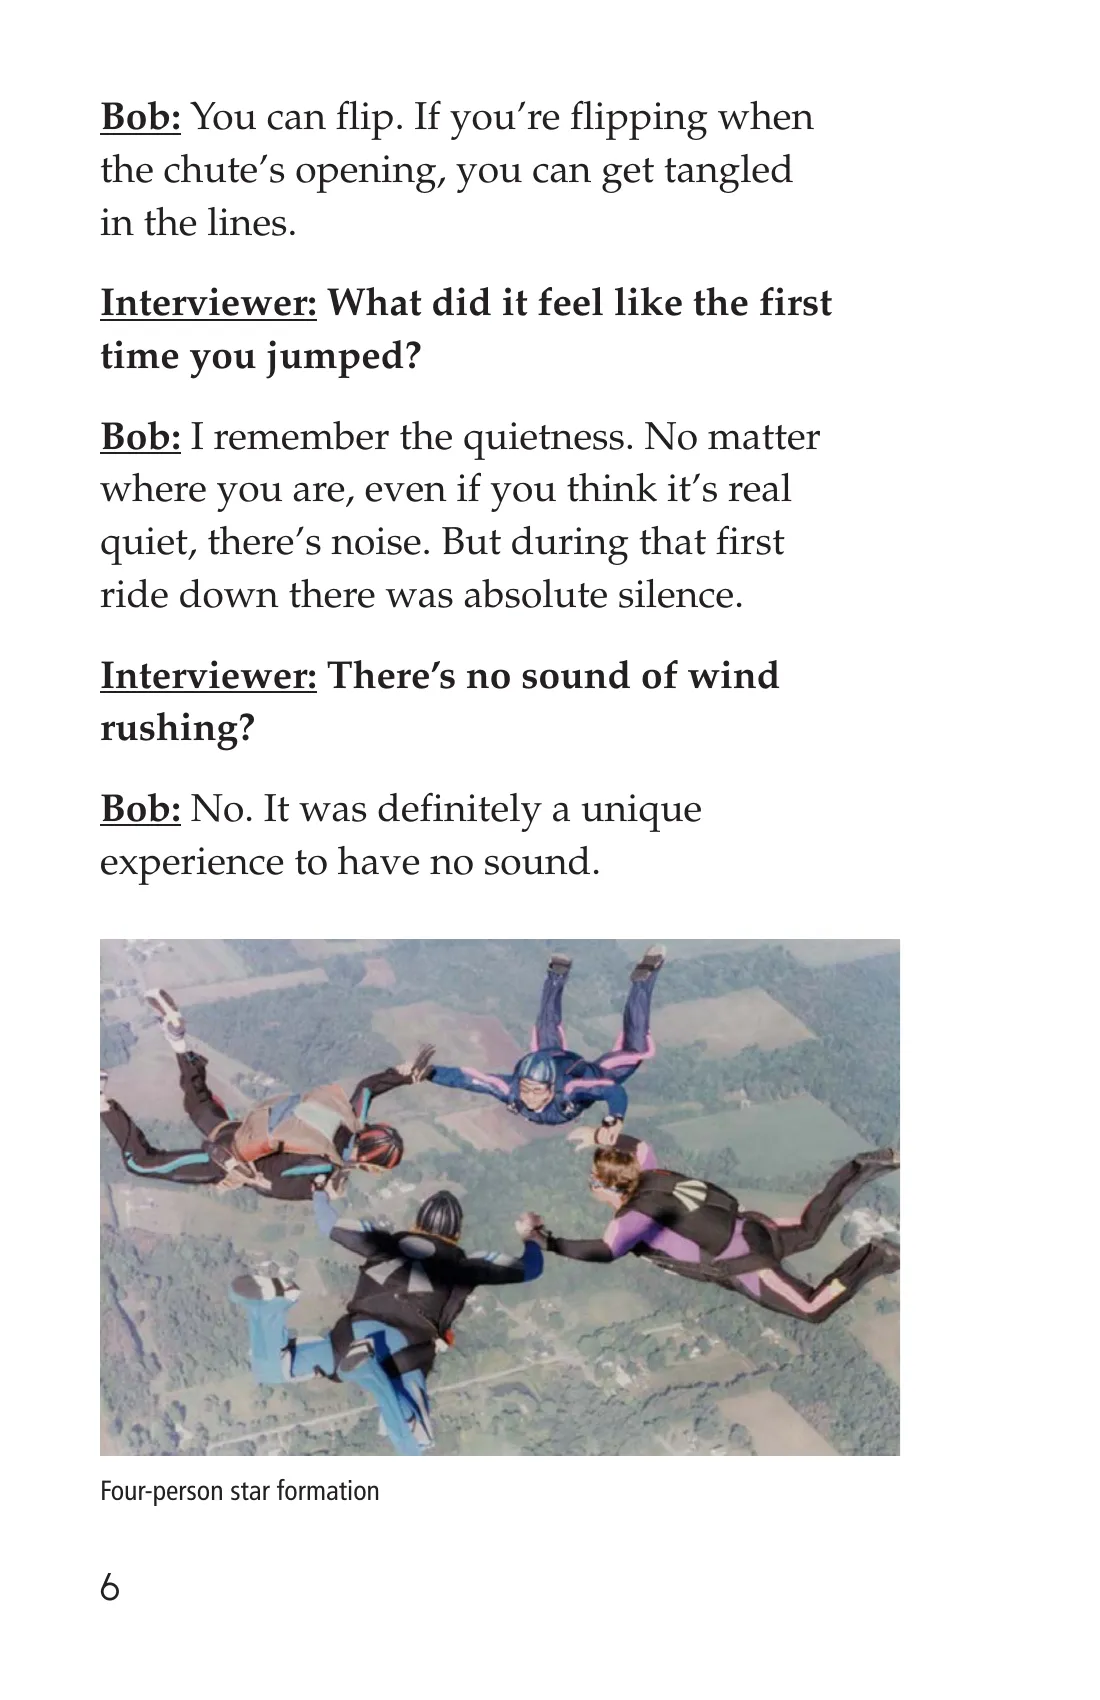 Bob: You can flip. If you’re flipping when
the chute’s opening, you can get tangled
in the lines.
Interviewer: What did it feel like the first
time you jumped?
Bob: I remember the quietness. No matter
where you are, even if you think it’s real
quiet, there’s noise. But during that first
ride down there was absolute silence.
Interviewer: There’s no sound of wind
rushing?
Bob: No. It was definitely a unique
experience to have no sound.
Four-person star formation
6